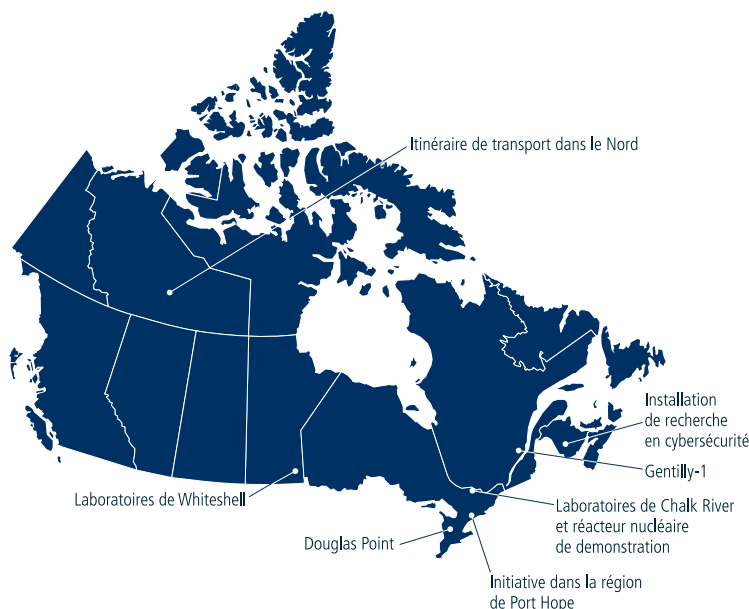 Itinéraire de transport dans le Nord
Installation
de recherche
en cybersécurité
Gentilly-1
Laboratoires de Whiteshell
Laboratoires de Chalk River
et réacteur nucléaire
de demonstration
Douglas Point
Initiative dans la région
de Port Hope